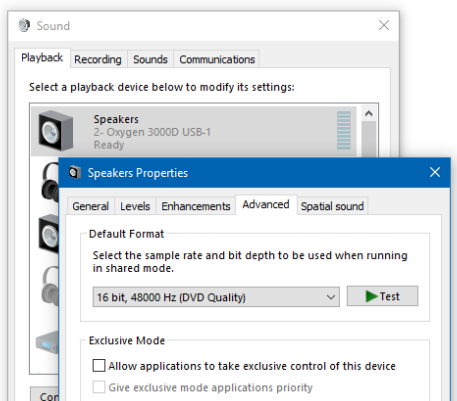 Sound
Playback Recording Sounds Communications
Select a playback device below to modify its settings:
Speakers
2- Oxygen 3000D USB-1
Ready
Speakers Properties
General Levels Enhancements Advanced Spatial sound
Default Format
Select the sample rate and bit depth to be used when running
in shared mode.
16 bit, 48000 Hz (DVD Quality)
Test
Exclusive Mode
Allow applications to take exclusive control of this device
Give exclusive mode applications priority